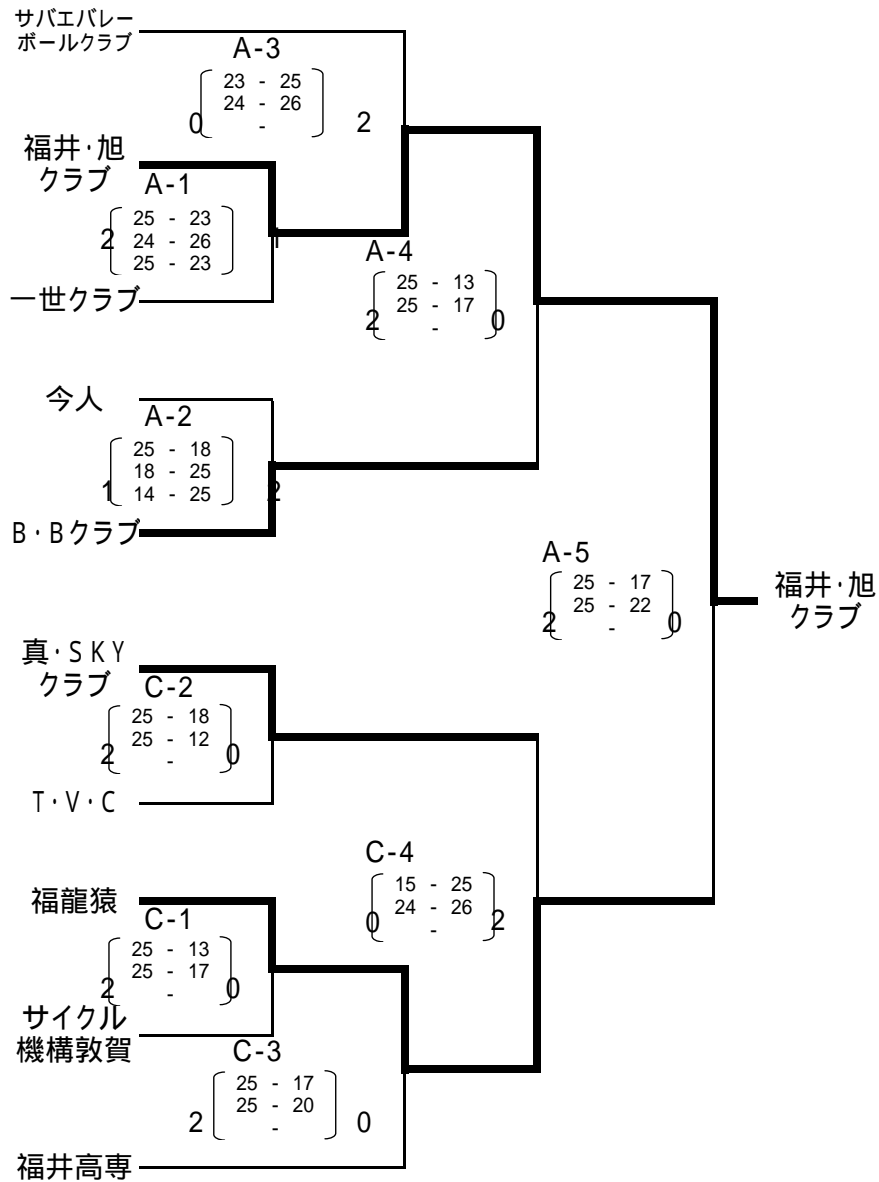 サバエバレー
ボールクラブ
A-3
23 - 25
24 - 26
0 - 2
福井・旭
クラブ
A-1
25 - 23
2 24 - 26 1
25 - 23
一世クラブ
A-4
25 - 13
25 - 17
2 - 0
今人
A-2
25 - 18
18 - 25
1 14 - 25 2
B・Bクラブ
A-5
25 - 17
25 - 22
2 - 0
福井・旭
クラブ
真・SKY
クラブ
C-2
25 - 18
25 - 12
2 - 0
T・V・C
C-4
15 - 25
24 - 26
0 - 2
福龍猿
C-1
25 - 13
25 - 17
2 - 0
サイクル
機構敦賀
C-3
25 - 17
25 - 20
2 - 0
福井高専